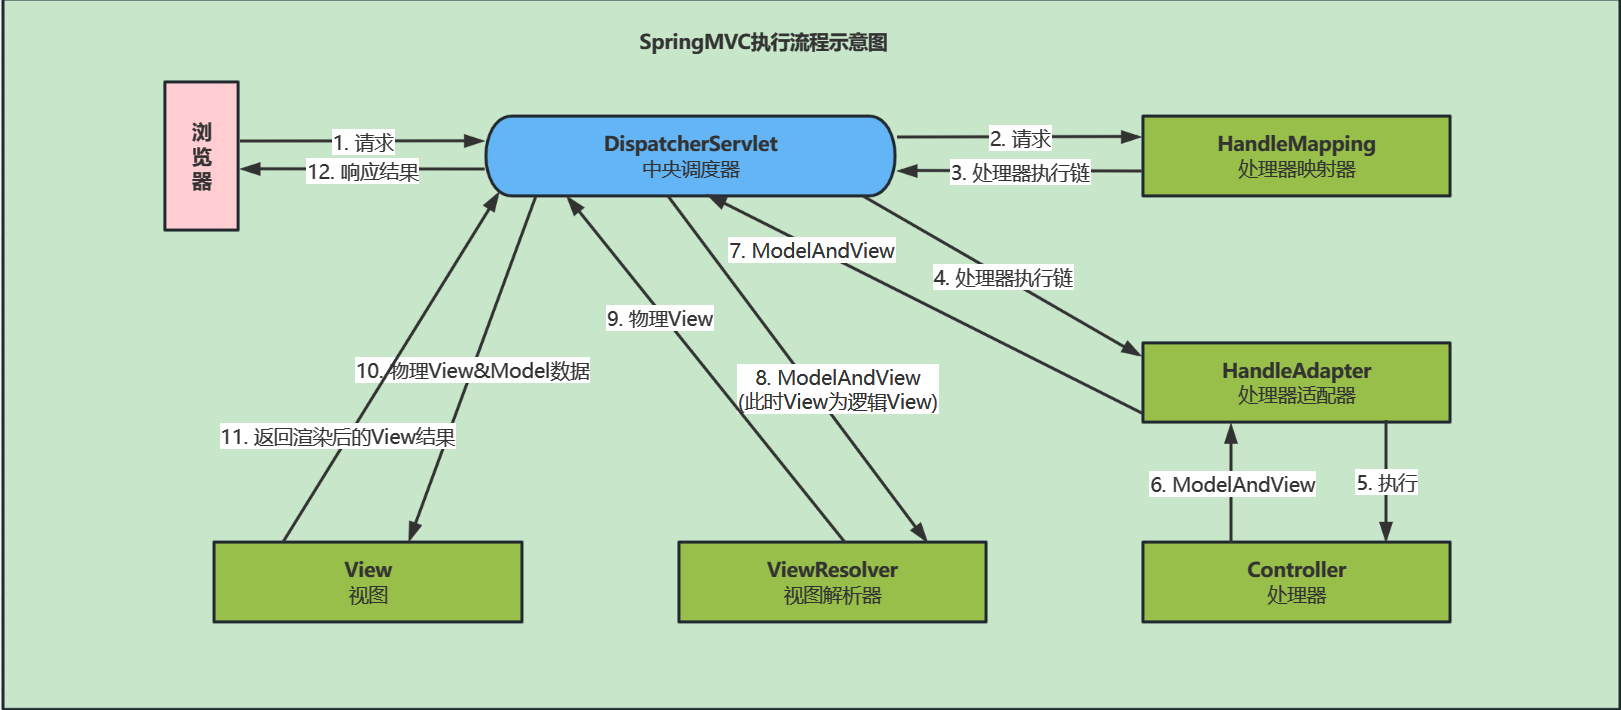 SpringMVC执行流程示意图
浏
览
器
1. 请求
12. 响应结果
DispatcherServlet
中央调度器
2. 请求
3. 处理器执行链
HandleMapping
处理器映射器
7. ModelAndView
4. 处理器执行链
9. 物理View
10. 物理View&Model数据
8. ModelAndView
(此时View为逻辑View)
HandleAdapter
处理器适配器
11. 返回渲染后的View结果
6. ModelAndView
5. 执行
View
视图
ViewResolver
视图解析器
Controller
处理器